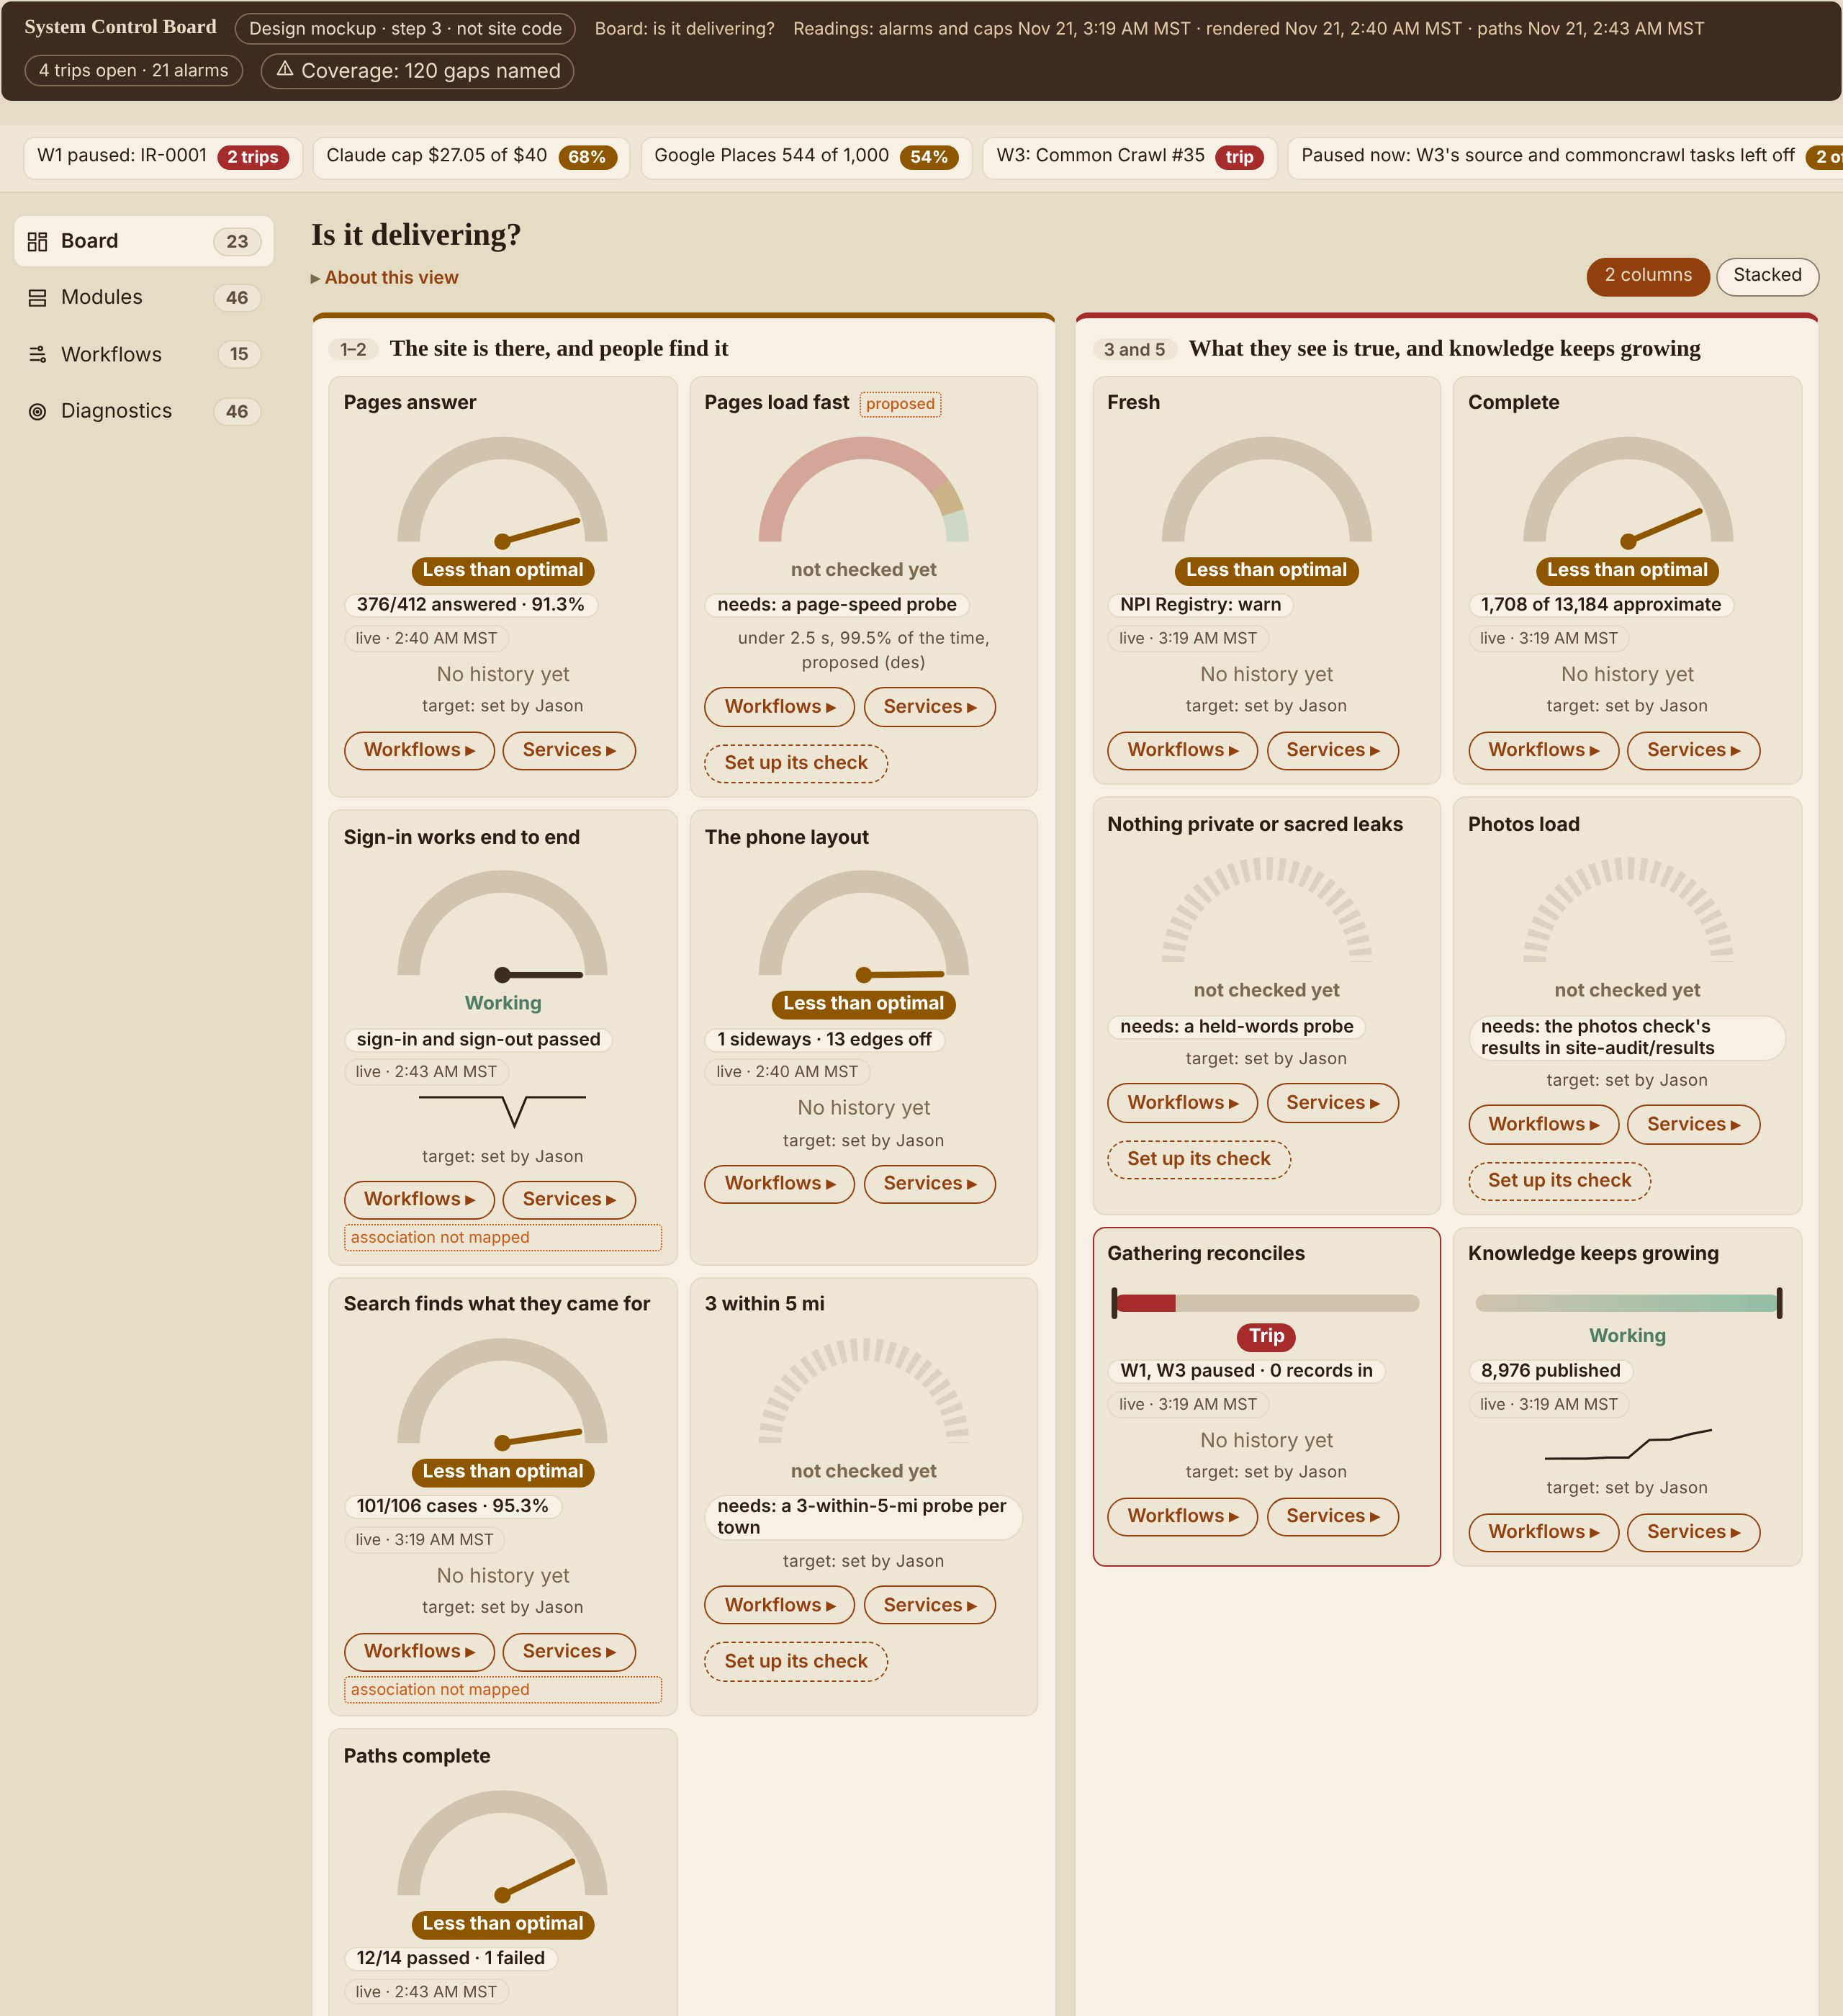 System Control Board
Design mockup · step 3 · not site code
Board: is it delivering?
Readings: alarms and caps Nov 21, 3:19 AM MST · rendered Nov 21, 2:40 AM MST · paths Nov 21, 2:43 AM MST
4 trips open · 21 alarms
Coverage: 120 gaps named
W1 paused: IR-0001 2 trips
Claude cap $27.05 of $40 68%
Google Places 544 of 1,000 54%
W3: Common Crawl #35 trip
Paused now: W3's source and commoncrawl tasks left off 2 of
Board 23
Modules 46
Workflows 15
Diagnostics 46
Is it delivering?
▸ About this view
2 columns
Stacked
1–2 The site is there, and people find it
Pages answer
Less than optimal
376/412 answered · 91.3%
live · 2:40 AM MST
No history yet
target: set by Jason
Workflows ▸ Services ▸
Pages load fast proposed
not checked yet
needs: a page-speed probe
under 2.5 s, 99.5% of the time,
proposed (des)
Workflows ▸ Services ▸
Set up its check
Sign-in works end to end
Working
sign-in and sign-out passed
live · 2:43 AM MST
target: set by Jason
Workflows ▸ Services ▸
association not mapped
The phone layout
Less than optimal
1 sideways · 13 edges off
live · 2:40 AM MST
No history yet
target: set by Jason
Workflows ▸ Services ▸
Search finds what they came for
Less than optimal
101/106 cases · 95.3%
live · 3:19 AM MST
No history yet
target: set by Jason
Workflows ▸ Services ▸
association not mapped
3 within 5 mi
not checked yet
needs: a 3-within-5-mi probe per
town
target: set by Jason
Workflows ▸ Services ▸
Set up its check
Paths complete
Less than optimal
12/14 passed · 1 failed
live · 2:43 AM MST
3 and 5 What they see is true, and knowledge keeps growing
Fresh
Less than optimal
NPI Registry: warn
live · 3:19 AM MST
No history yet
target: set by Jason
Workflows ▸ Services ▸
Complete
Less than optimal
1,708 of 13,184 approximate
live · 3:19 AM MST
No history yet
target: set by Jason
Workflows ▸ Services ▸
Nothing private or sacred leaks
not checked yet
needs: a held-words probe
target: set by Jason
Workflows ▸ Services ▸
Set up its check
Photos load
not checked yet
needs: the photos check's
results in site-audit/results
target: set by Jason
Workflows ▸ Services ▸
Set up its check
Gathering reconciles
Trip
W1, W3 paused · 0 records in
live · 3:19 AM MST
No history yet
target: set by Jason
Workflows ▸ Services ▸
Knowledge keeps growing
Working
8,976 published
live · 3:19 AM MST
target: set by Jason
Workflows ▸ Services ▸